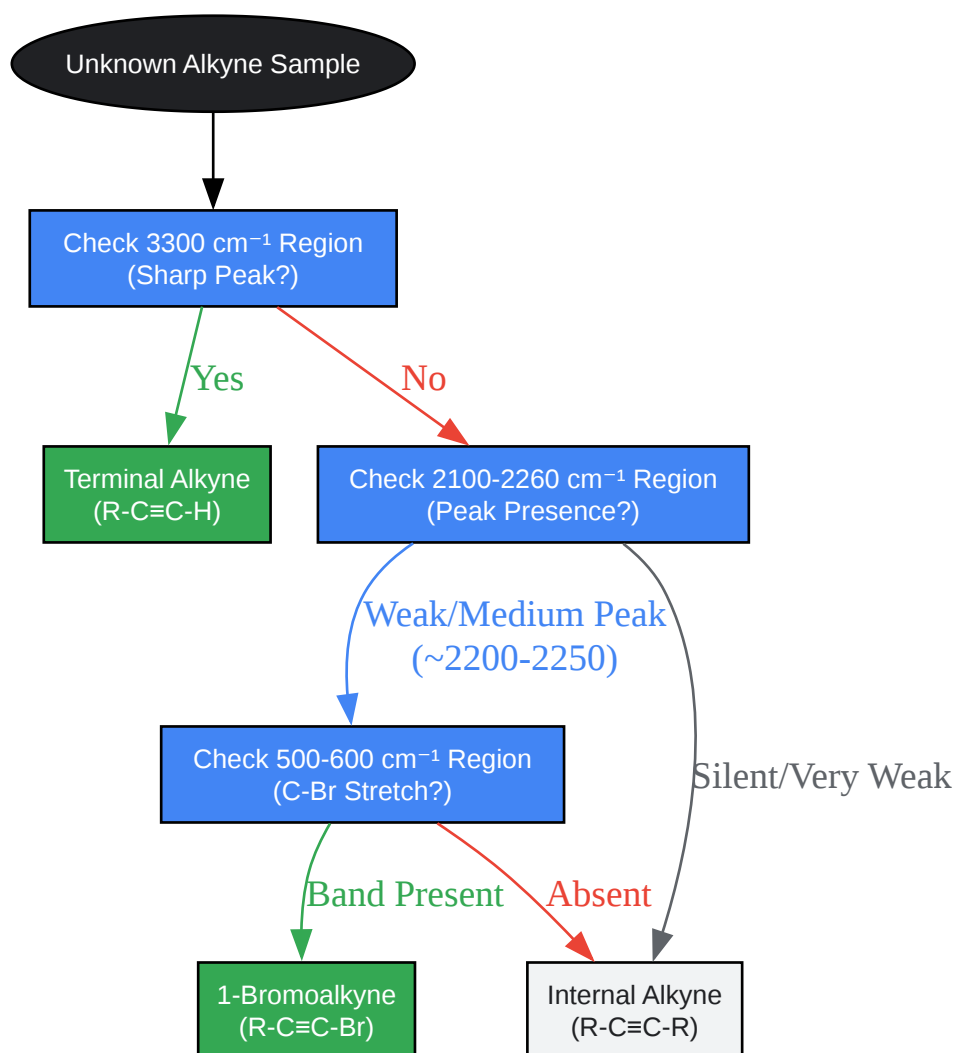 Unknown Alkyne Sample
Check 3300 cm⁻¹ Region
(Sharp Peak?)
Yes
No
Terminal Alkyne
(R-C≡C-H)
Check 2100-2260 cm⁻¹ Region
(Peak Presence?)
Weak/Medium Peak
(~2200-2250)
Check 500-600 cm⁻¹ Region
(C-Br Stretch?)
Silent/Very Weak
Band Present
Absent
1-Bromoalkyne
(R-C≡C-Br)
Internal Alkyne
(R-C≡C-R)